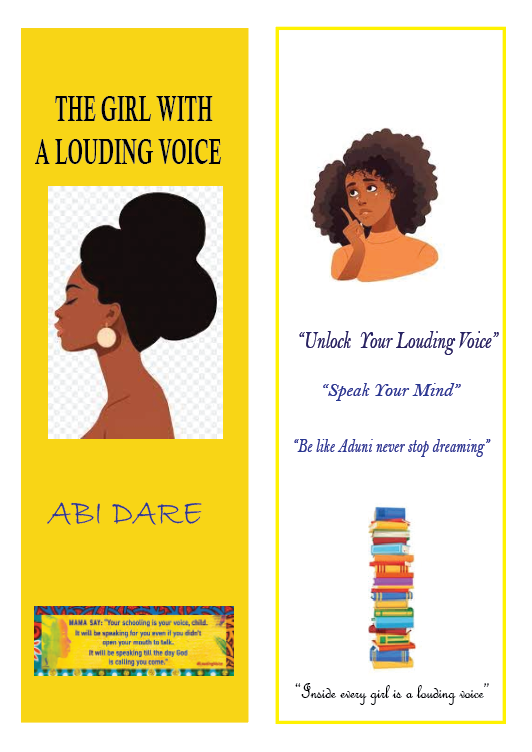 THE GIRL WITH
A LOUDING VOICE
ABI DARE
MAMA SAY: "Your schooling is your voice, child.
It will be speaking for you even if you didn't
open your mouth to talk.
It will be speaking till the day God
is calling you come."
“Unlock Your Louding Voice”
“Speak Your Mind”
“Be like Aduni never stop dreaming”
“Inside every girl is a louding voice”